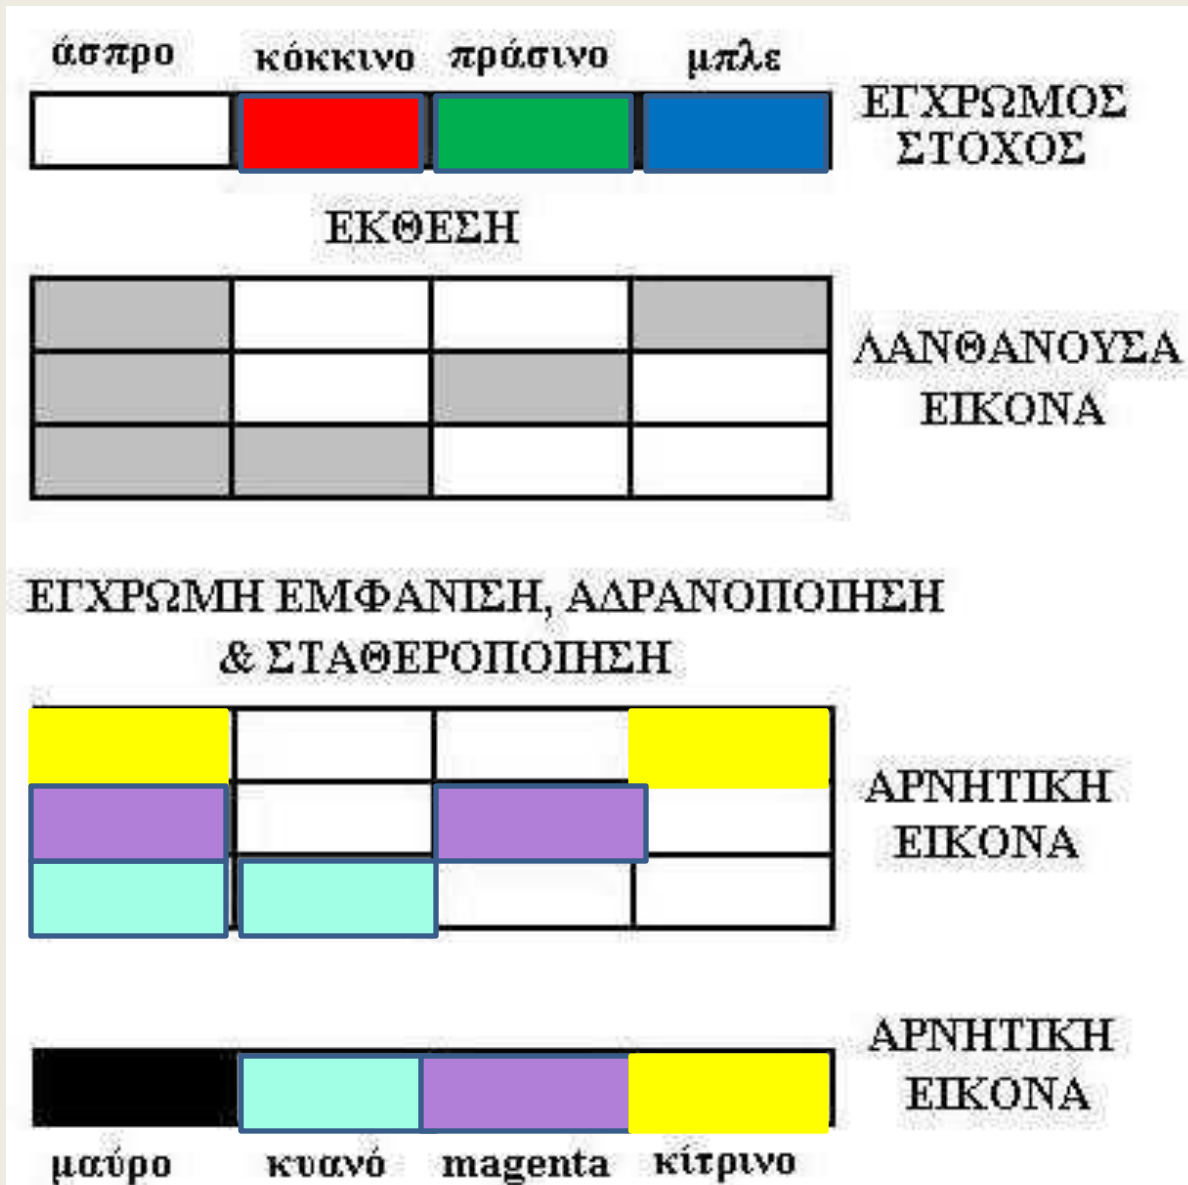 άσπρο κόκκινο πράσινο μπλε
ΕΓΧΡΩΜΟΣ
ΣΤΟΧΟΣ
ΕΚΘΕΣΗ
ΛΑΝΘΑΝΟΥΣΑ
ΕΙΚΟΝΑ
ΕΓΧΡΩΜΗ ΕΜΦΑΝΙΣΗ, ΑΔΡΑΝΟΠΟΙΗΣΗ
& ΣΤΑΘΕΡΟΠΟΙΗΣΗ
ΑΡΝΗΤΙΚΗ
ΕΙΚΟΝΑ
ΑΡΝΗΤΙΚΗ
ΕΙΚΟΝΑ
μαύρο κυανό magenta κίτρινο